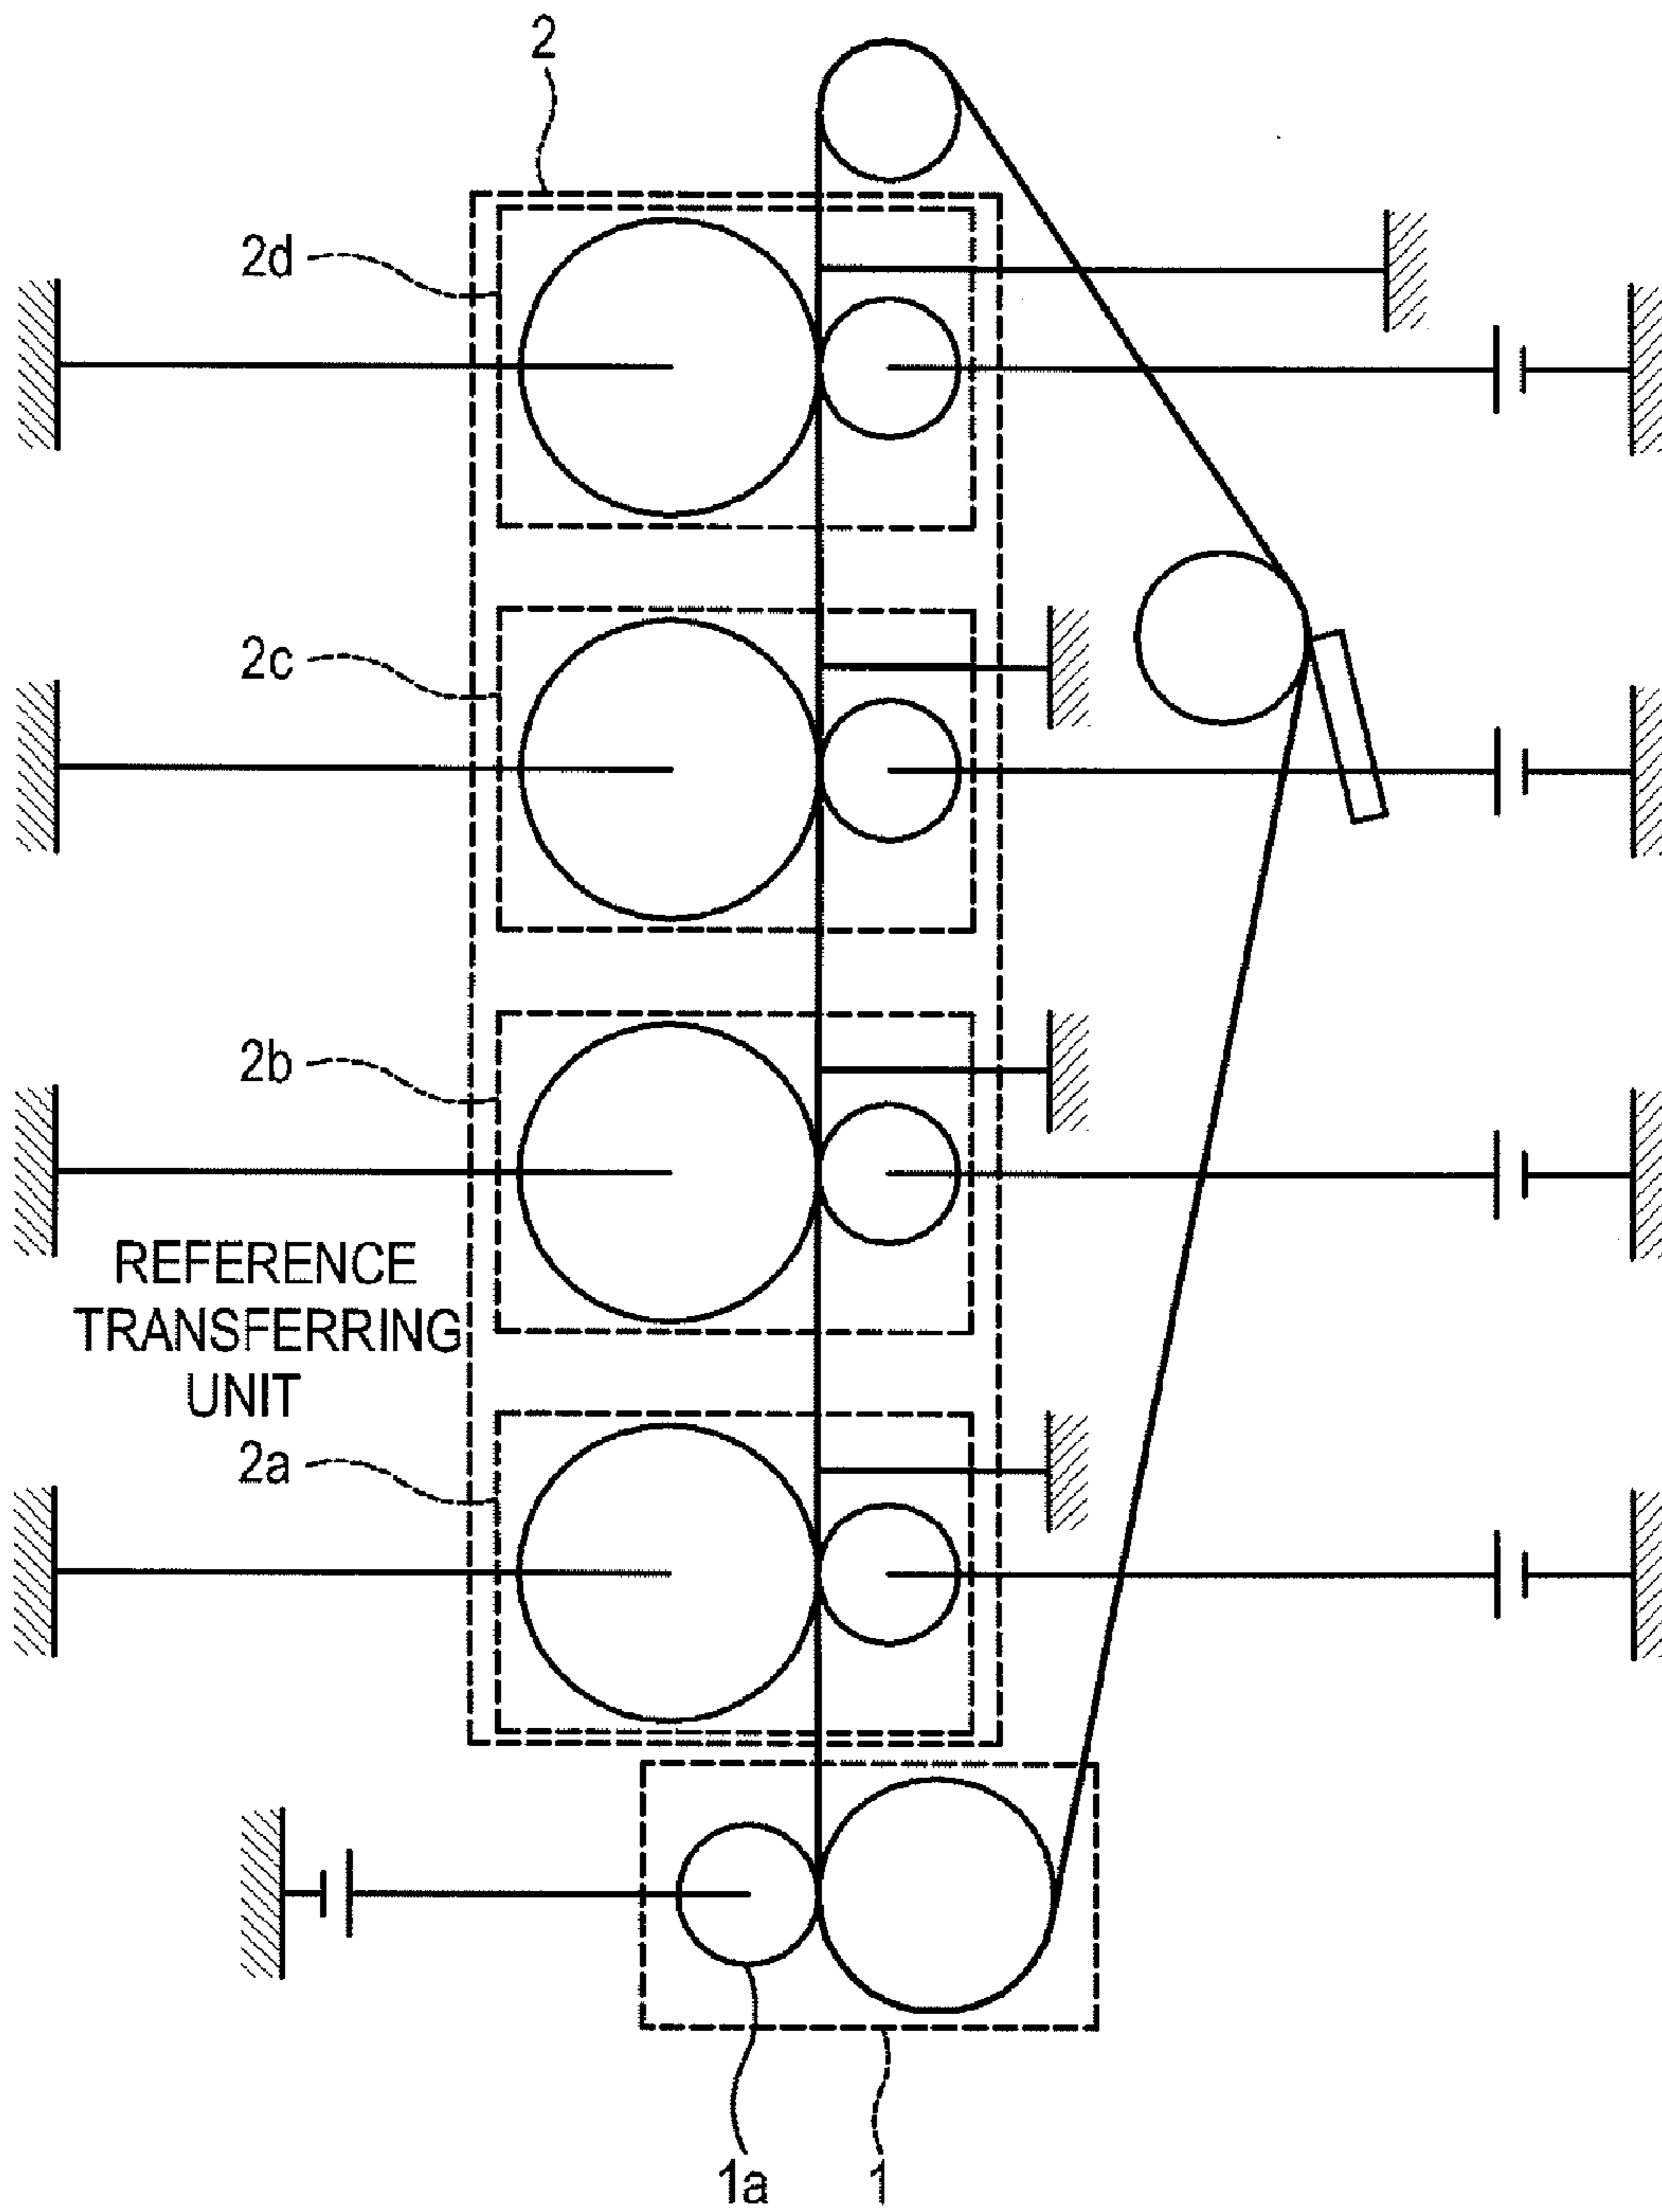 2
2d
2c
2b
REFERENCE
TRANSFERRING
UNIT
2a
1a
1